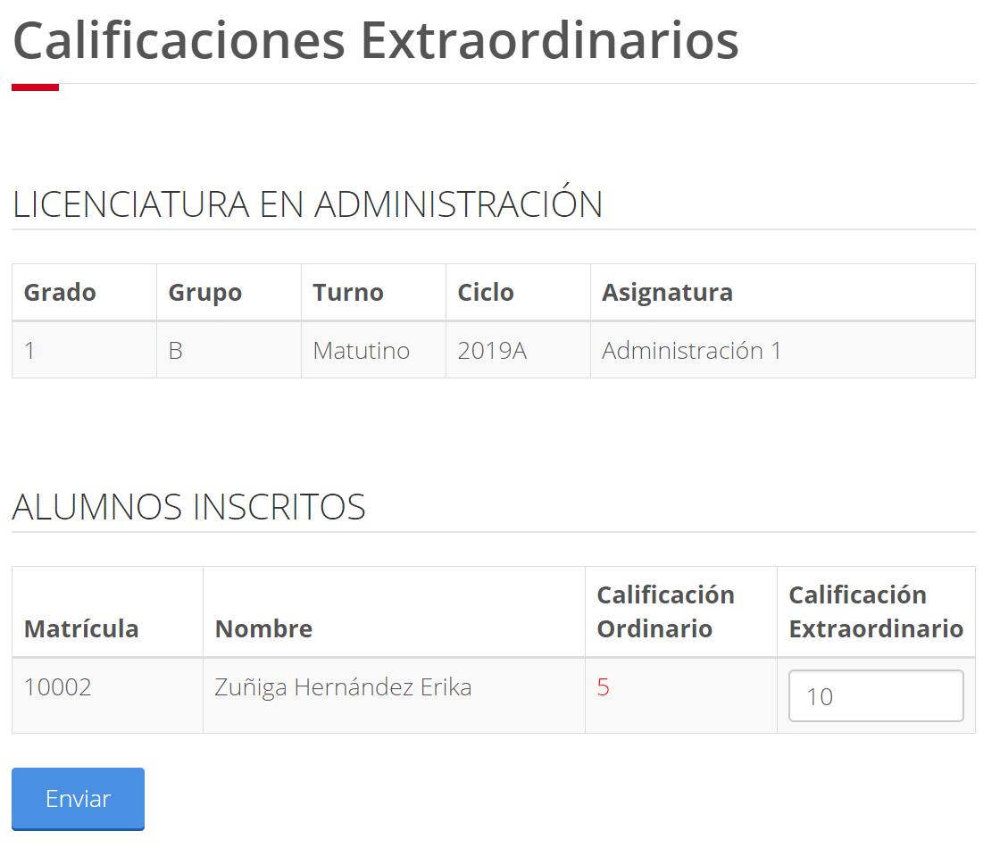 Calificaciones Extraordinarios
LICENCIATURA EN ADMINISTRACIÓN
Grado Grupo Turno Ciclo Asignatura
1 B Matutino 2019A Administración 1
ALUMNOS INSCRITOS
Matrícula Nombre Calificación Ordinario Calificación Extraordinario
10002 Zuñiga Hernández Erika 5 10
Enviar